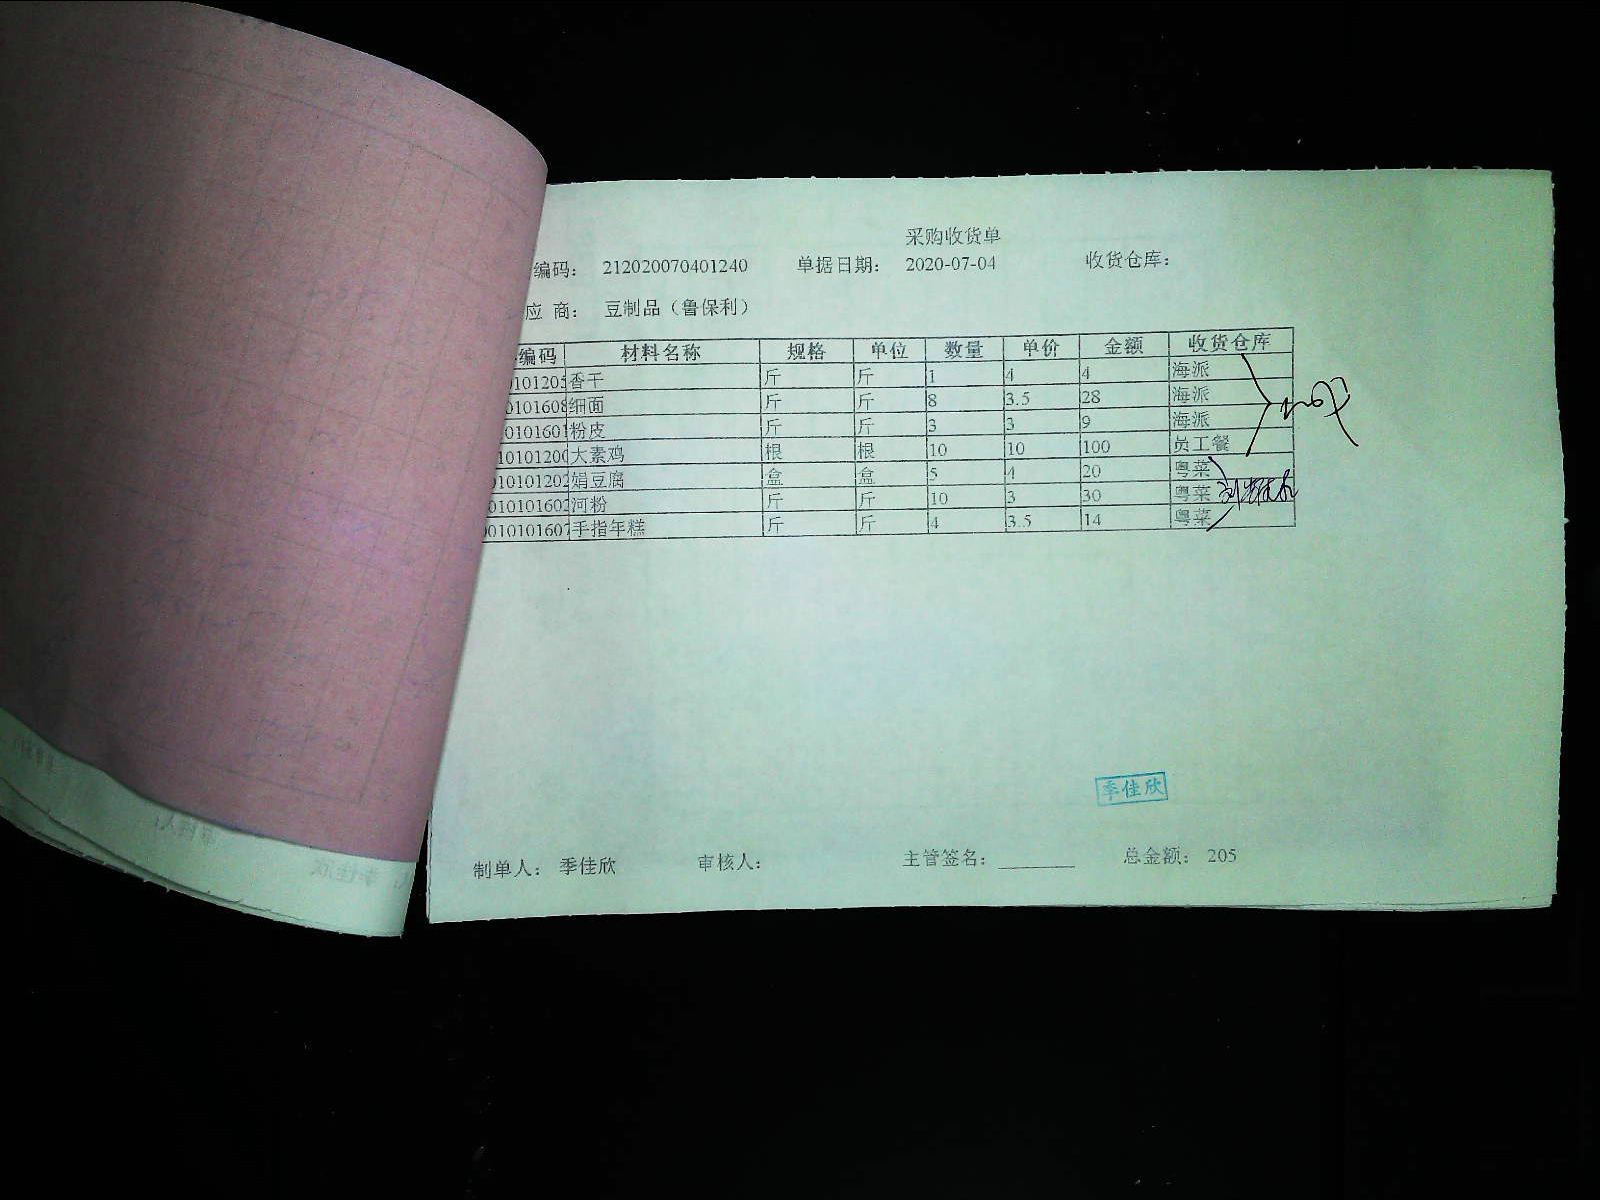 采购收货单
编码： 212020070401240 单据日期： 2020-07-04 收货仓库：
应 商： 豆制品（鲁保利）
编码 材料名称 规格 单位 数量 单价 金额 收货仓库
0101205 香干 斤 斤 1 4 4 海派
0101608 细面 斤 斤 8 3.5 28 海派
0101601 粉皮 斤 斤 3 3 9 海派
10101200 大素鸡 根 根 10 10 100 员工餐
10101202 娟豆腐 盒 盒 5 4 20 粤菜
010101602 河粉 斤 斤 10 3 30 粤菜
010101607 手指年糕 斤 斤 4 3.5 14 粤菜
季佳欣
制单人： 季佳欣 审核人： 主管签名： 总金额： 205